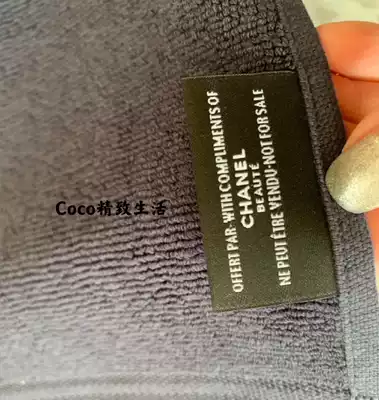 OFFERT PAR-WITH COMPLIMENTS OF
CHANEL
BEAUTÉ
NE PEUT ÊTRE VENDU-NOT FOR SALE
Coco精致生活